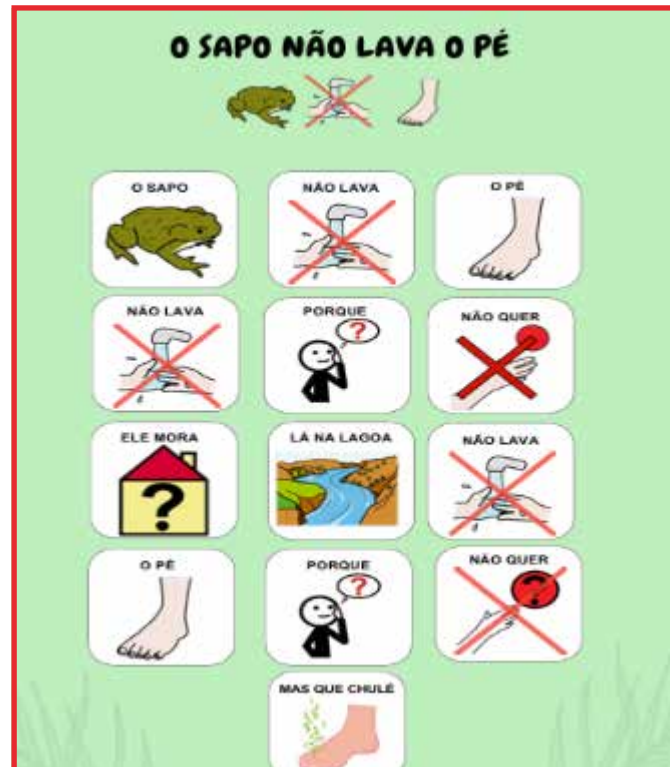 O SAPO NÃO LAVA O PÉ
O SAPO
NÃO LAVA
O PÉ
NÃO LAVA
PORQUE
?
NÃO QUER
ELE MORA
?
LÁ NA LAGOA
NÃO LAVA
O PÉ
PORQUE
?
NÃO QUER
?
MAS QUE CHULÉ